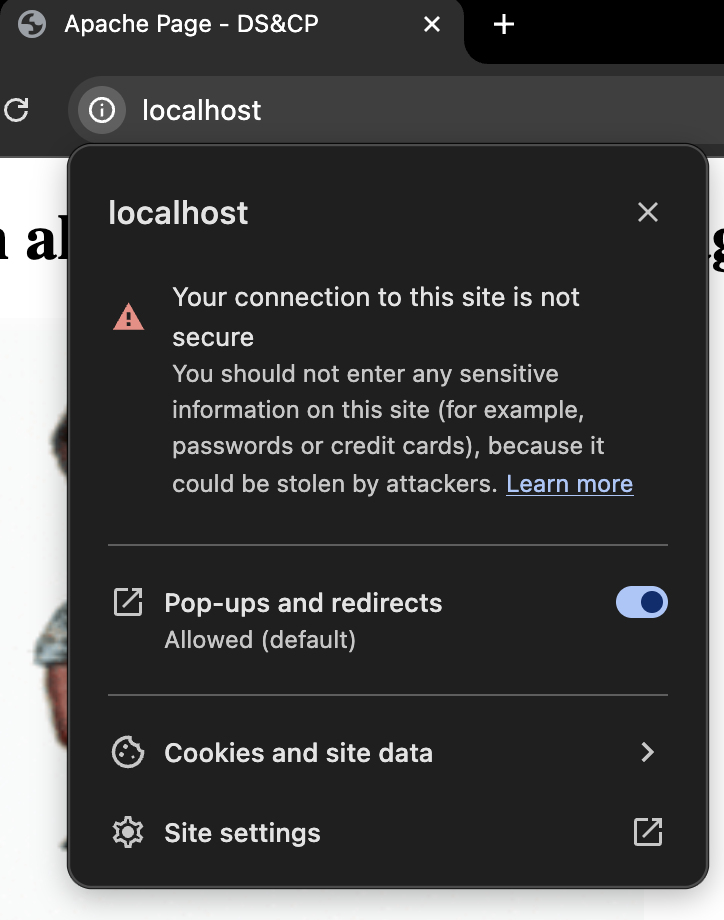 Apache Page - DS&CP
localhost
localhost
Your connection to this site is not
secure
You should not enter any sensitive
information on this site (for example,
passwords or credit cards), because it
could be stolen by attackers. Learn more
Pop-ups and redirects
Allowed (default)
Cookies and site data
Site settings